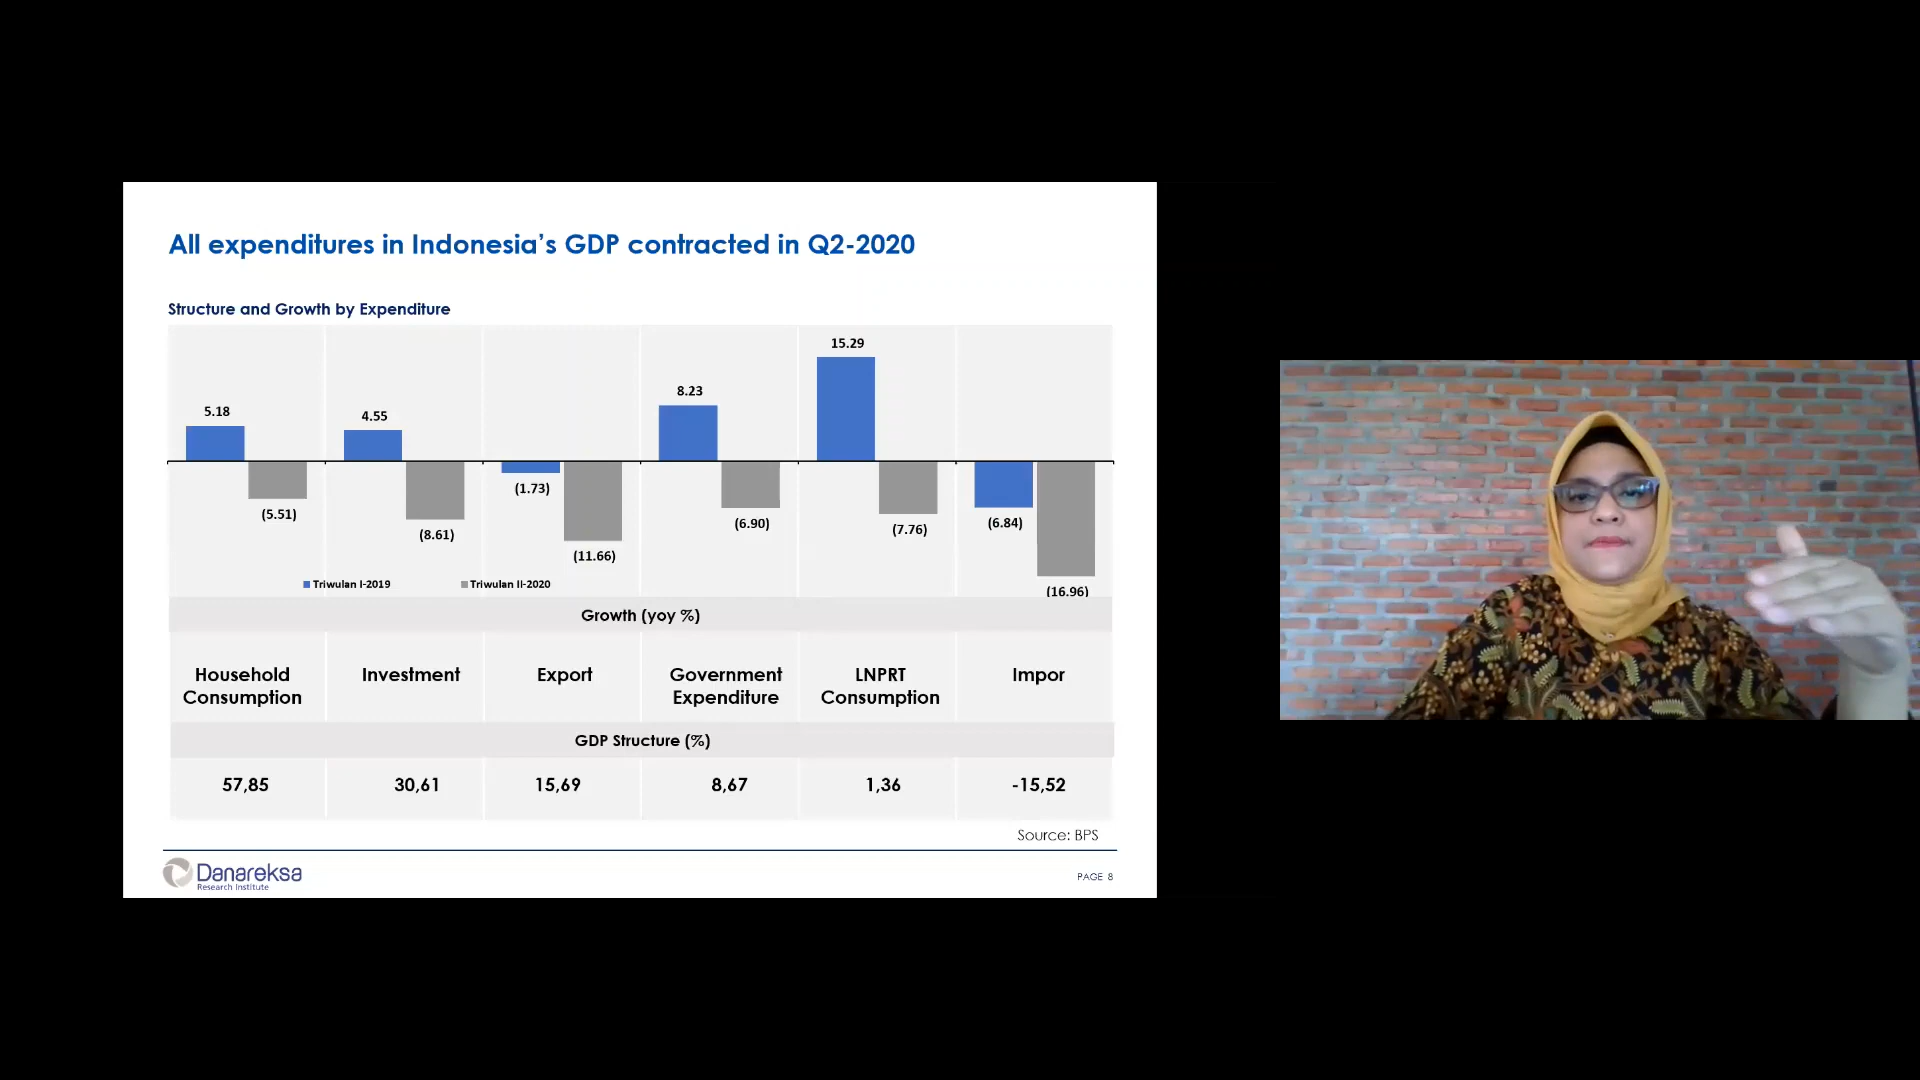 All expenditures in Indonesia's GDP contracted in Q2-2020
Structure and Growth by Expenditure
15.29
8.23
5.18
4.55
(1.73)
(6.84)
(5.51)
(8.61)
(11.66)
(6.90)
(7.76)
(16.96)
Triwulan I-2019
Triwulan II-2020
Growth (yoy %)
Household Consumption
Investment
Export
Government Expenditure
LNPRT Consumption
Impor
GDP Structure (%)
57,85
30,61
15,69
8,67
1,36
-15,52
Source: BPS
Danareksa
Research Institute
PAGE 8